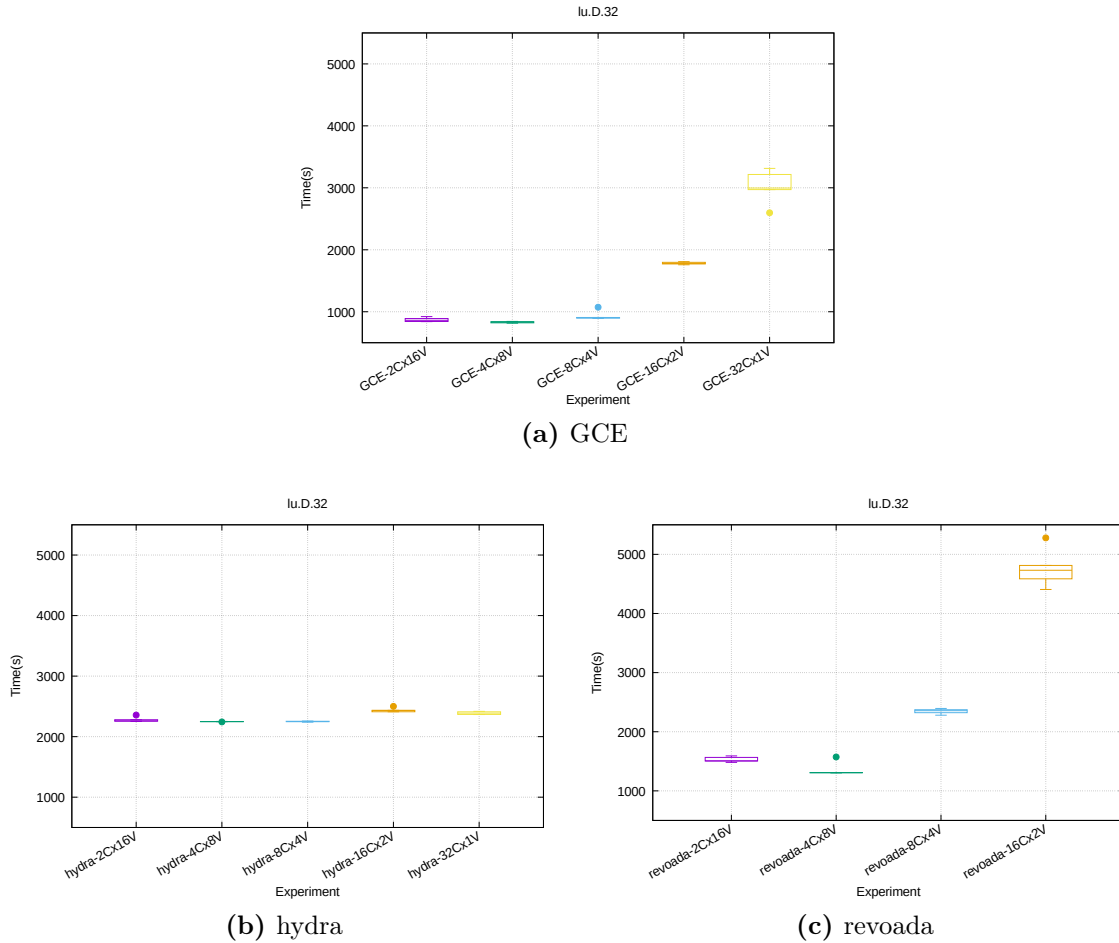 lu.D.32
5000
4000
3000
2000
1000
Time(s)
GCE-2Cx16V
GCE-4Cx8V
GCE-8Cx4V
GCE-16Cx2V
GCE-32Cx1V
Experiment
(a) GCE
lu.D.32
5000
4000
3000
2000
1000
Time(s)
hydra-2Cx16V
hydra-4Cx8V
hydra-8Cx4V
hydra-16Cx2V
hydra-32Cx1V
Experiment
(b) hydra
lu.D.32
5000
4000
3000
2000
1000
Time(s)
revoada-2Cx16V
revoada-4Cx8V
revoada-8Cx4V
revoada-16Cx2V
Experiment
(c) revoada